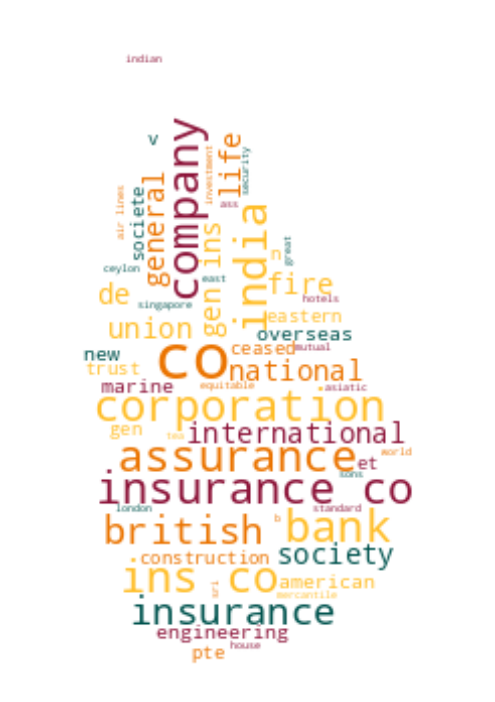 indian
v
company
life
investment
security
general
air lines
societe
ass
ins
india
great
n
ceylon
east
fire
de
singapore
gen
hotels
eastern
union
overseas
new
co
ceased
mutual
trust
national
marine
equitable
asiatic
corporation
gen
tea
international
world
assurance
et
sons
insurance co
london
standard
british
b
bank
construction
society
ins co
sri
american
mercantile
insurance
engineering
house
pte